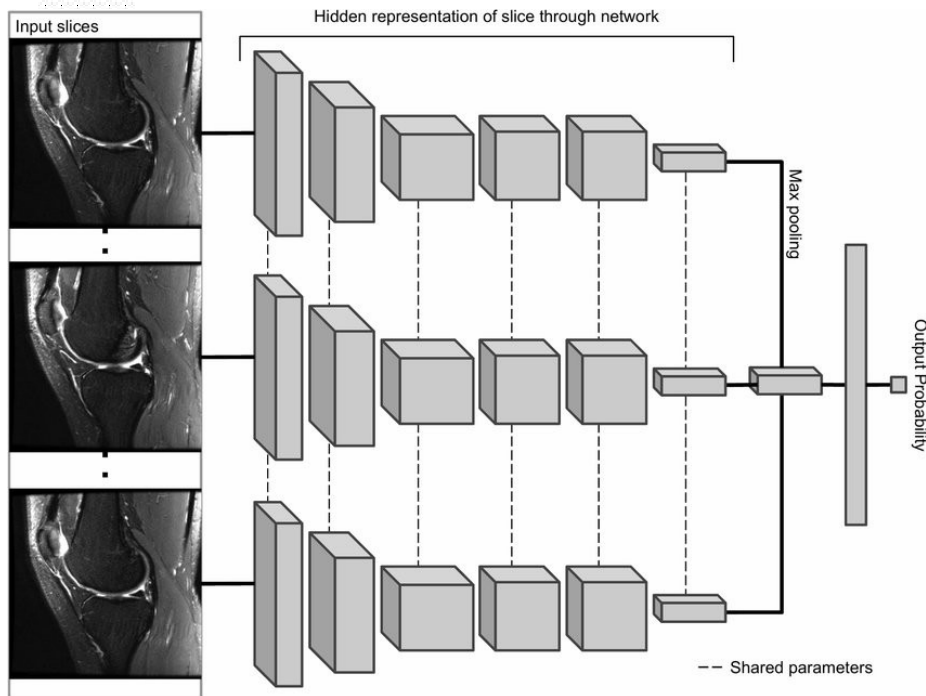 Hidden representation of slice through network
Input slices
Max pooling
Output Probability
Shared parameters